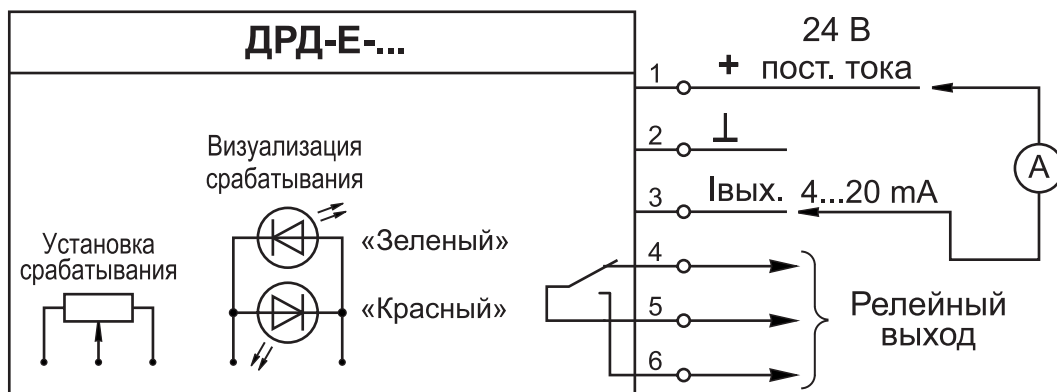 ДРД-Е-...
24 В
1 + пост. тока
2 ⊥
А
3 Iвых. 4...20 mA
Визуализация
срабатывания
«Зеленый»
4
Установка
срабатывания
«Красный»
5
Релейный
выход
6